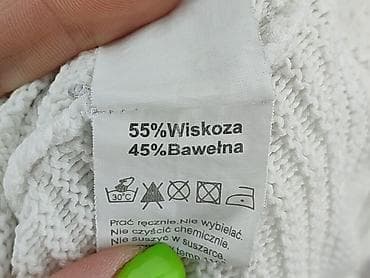 55%Wiskoza
45%Bawełna
30°C
Prać ręcznie.Nie wybielać.
Nie czyścić chemicznie.
Nie suszyć w suszarce.